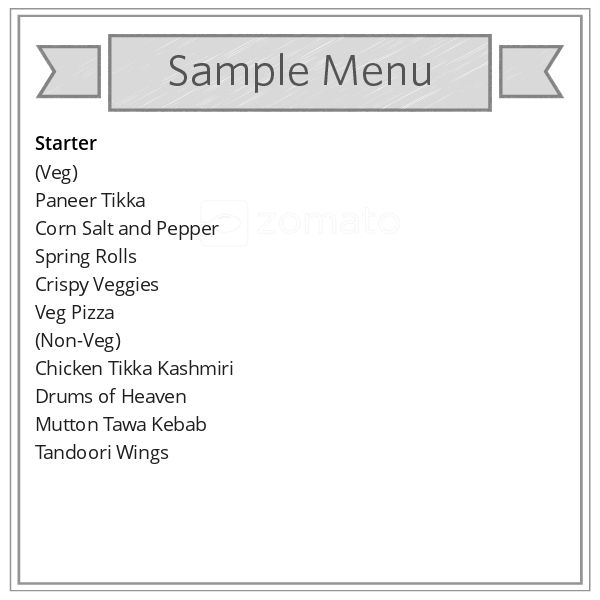 Sample Menu
Starter
(Veg)
Paneer Tikka
zomato
Corn Salt and Pepper
Spring Rolls
Crispy Veggies
Veg Pizza
(Non-Veg)
Chicken Tikka Kashmiri
Drums of Heaven
Mutton Tawa Kebab
Tandoori Wings